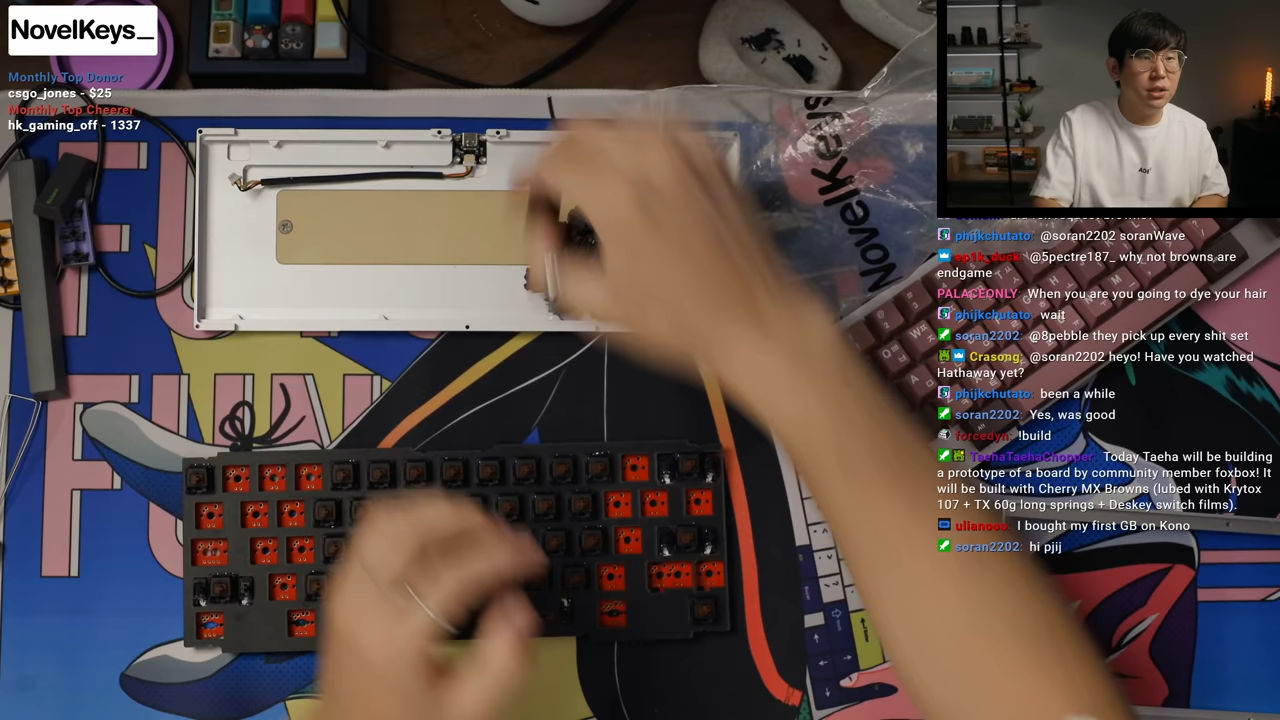 NovelKeys_
Monthly Top Donor
csgo_jones - $25
Monthly Top Cheerer
hk_gaming_off - 1337
NovelKeys
phijkchutato: @soran2202 soranWave
ep1k_duck: @5pectre187_ why not browns are
endgame
PALACEONLY: When you are you going to dye your hair
phijkchutato: wait
soran2202: @8pebble they pick up every shit set
Crasong: @soran2202 heyo! Have you watched
Hathaway yet?
phijkchutato: been a while
soran2202: Yes, was good
forcedyn: !build
TaehaTaehaChopper: Today Taeha will be building
a prototype of a board by community member foxbox! It
will be built with Cherry MX Browns (lubed with Krytox
107 + TX 60g long springs + Deskey switch films).
ulianooo: I bought my first GB on Kono
soran2202: hi pjij